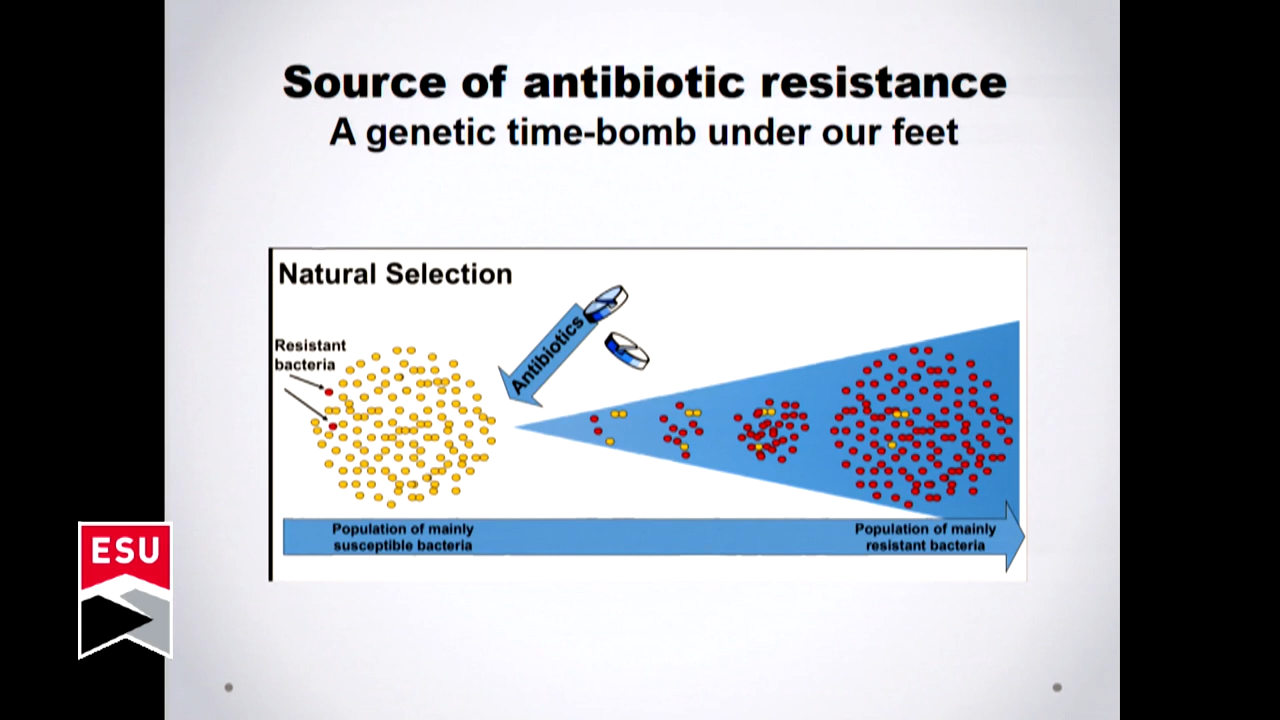 Source of antibiotic resistance
A genetic time-bomb under our feet
Natural Selection
Resistant
bacteria
Antibiotics
Population of mainly
susceptible bacteria
Population of mainly
resistant bacteria
ESU